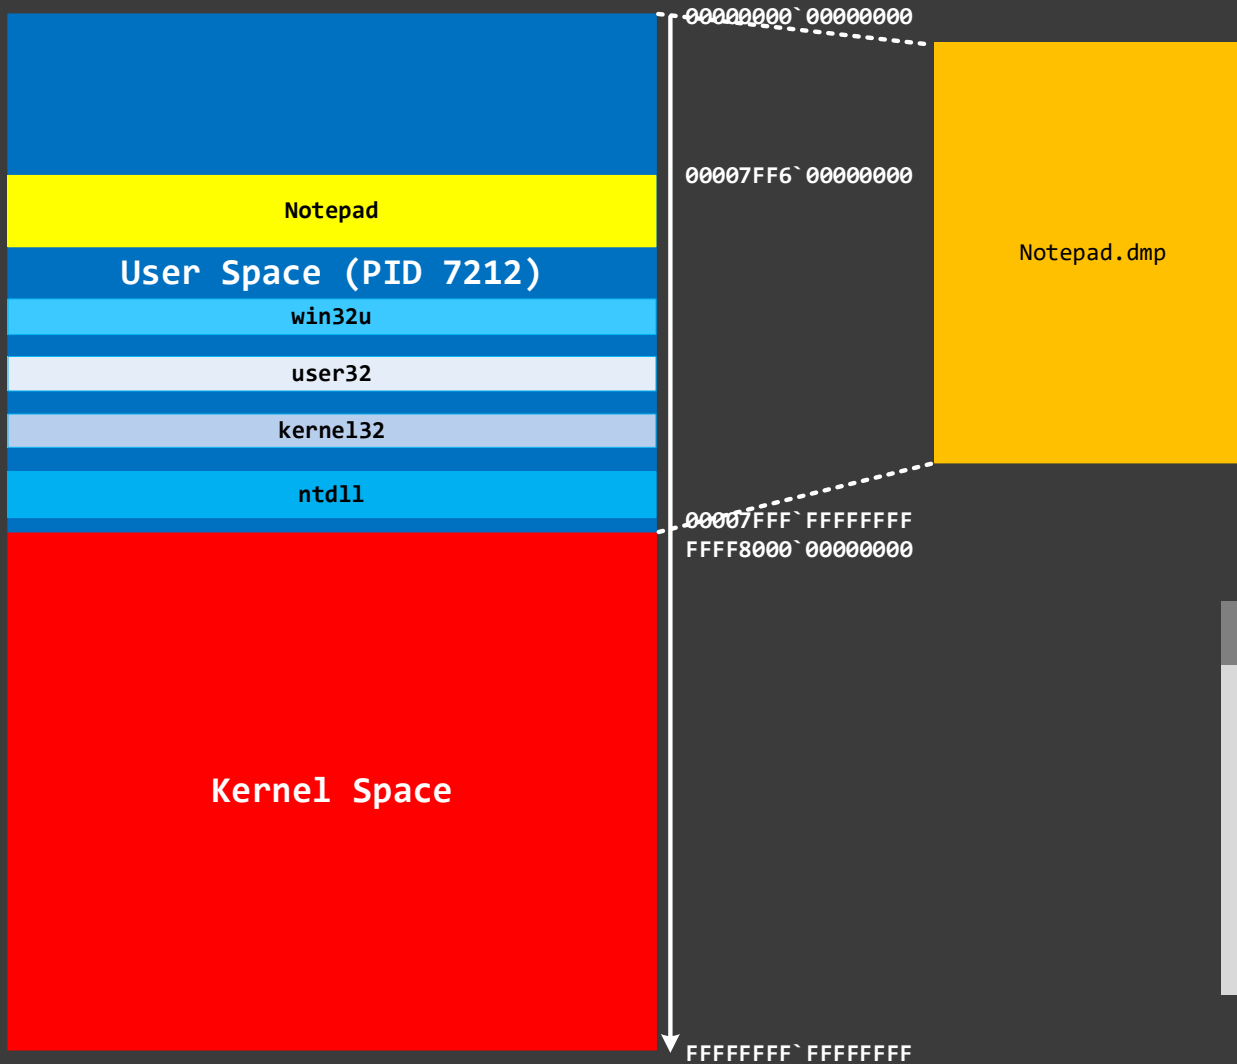 00000000`00000000
00007FF6`00000000
Notepad
Notepad.dmp
User Space (PID 7212)
win32u
user32
kernel32
ntdll
00007FFF`FFFFFFFF
FFFF8000`00000000
Kernel Space
FFFFFFFF`FFFFFFFF